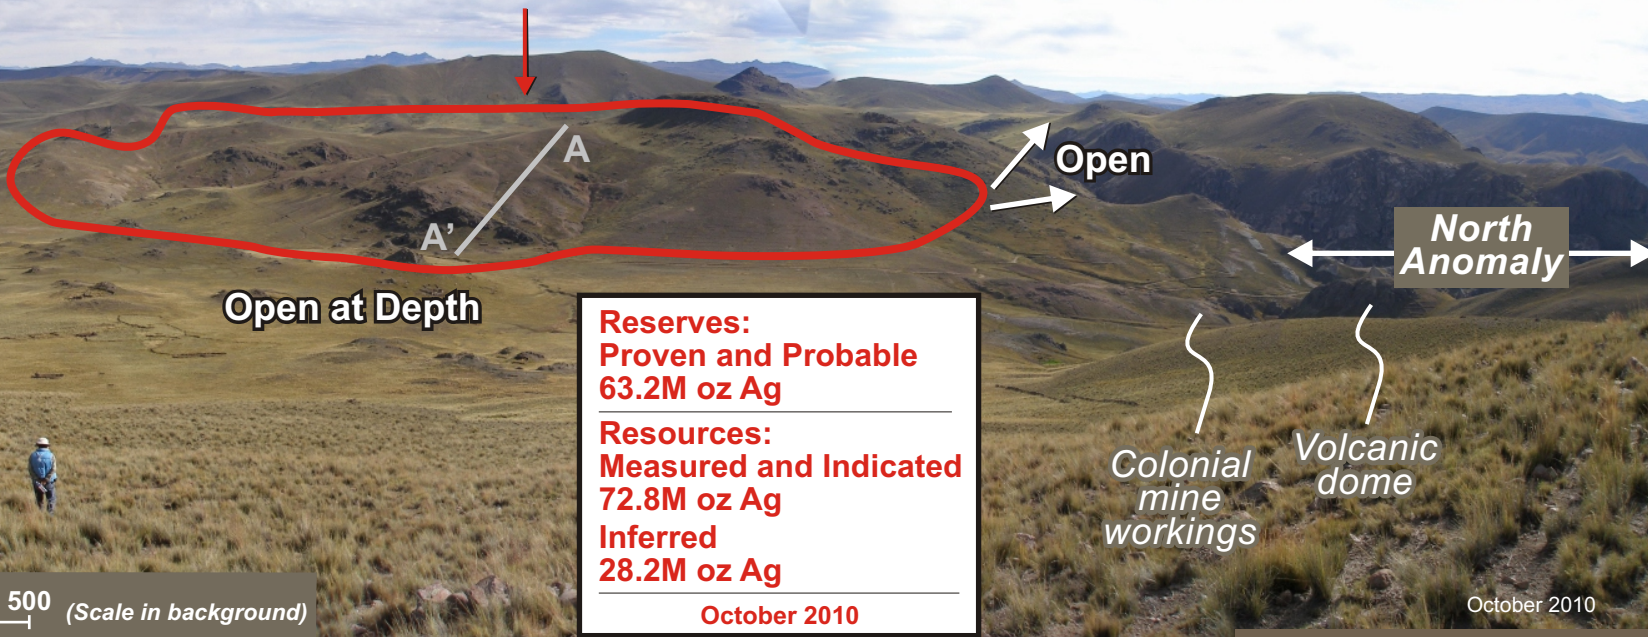 A
A'
Open
Open at Depth
North
Anomaly
Reserves:
Proven and Probable
63.2M oz Ag
Resources:
Measured and Indicated
72.8M oz Ag
Inferred
28.2M oz Ag
October 2010
Colonial
mine
workings
Volcanic
dome
500 (Scale in background)
October 2010